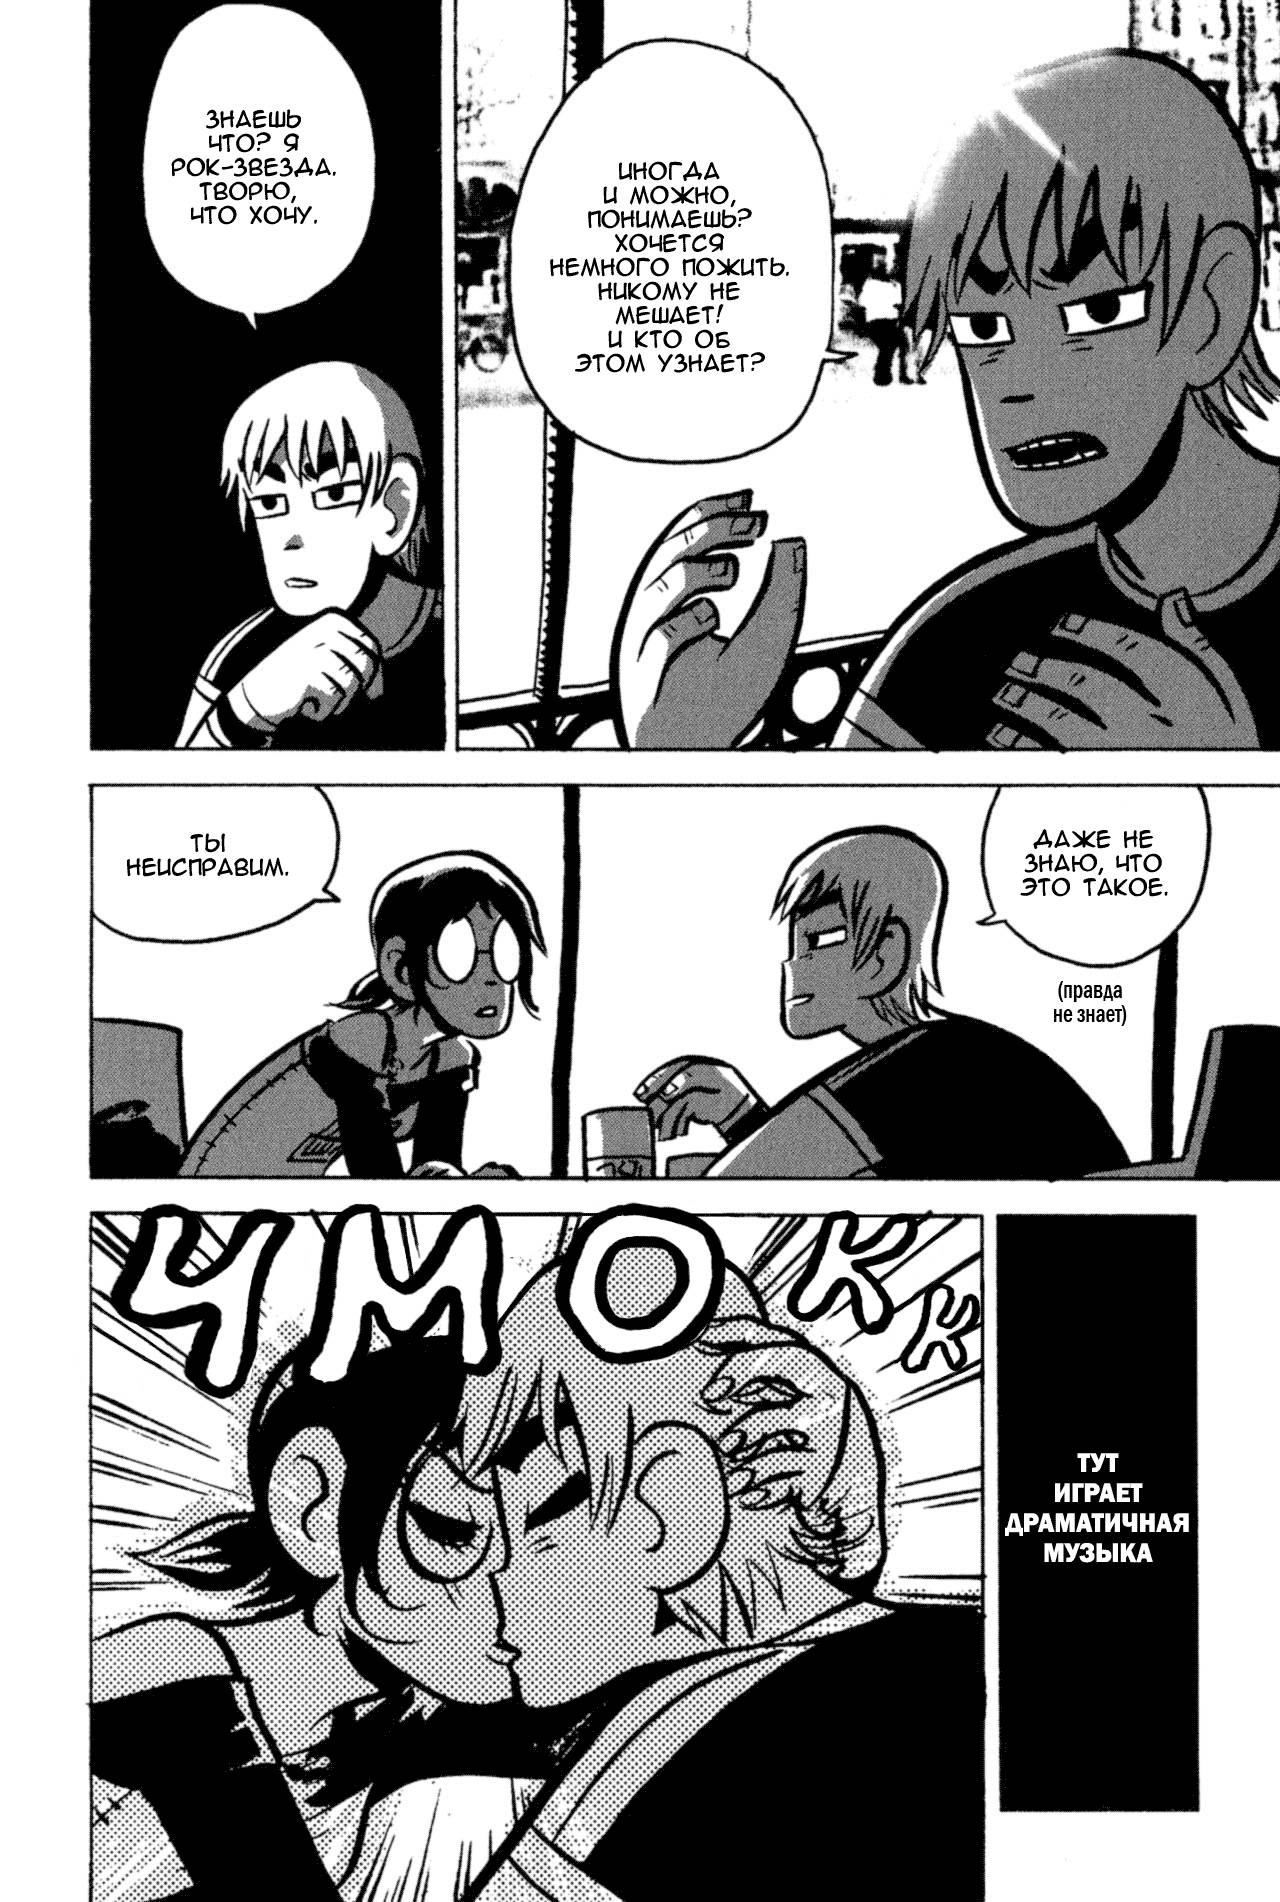 ЗНАЕШЬ
ЧТО? Я
РОК-ЗВЕЗДА.
ТВОРЮ,
ЧТО ХОЧУ.
ИНОГДА
И МОЖНО,
ПОНИМАЕШЬ?
ХОЧЕТСЯ
НЕМНОГО ПОЖИТЬ.
НИКОМУ НЕ
МЕШАЕТ!
И КТО ОБ
ЭТОМ УЗНАЕТ?
ТЫ
НЕИСПРАВИМ.
ДАЖЕ НЕ
ЗНАЮ, ЧТО
ЭТО ТАКОЕ.
(правда
не знает)
ЧМОКК
ТУТ
ИГРАЕТ
ДРАМАТИЧНАЯ
МУЗЫКА